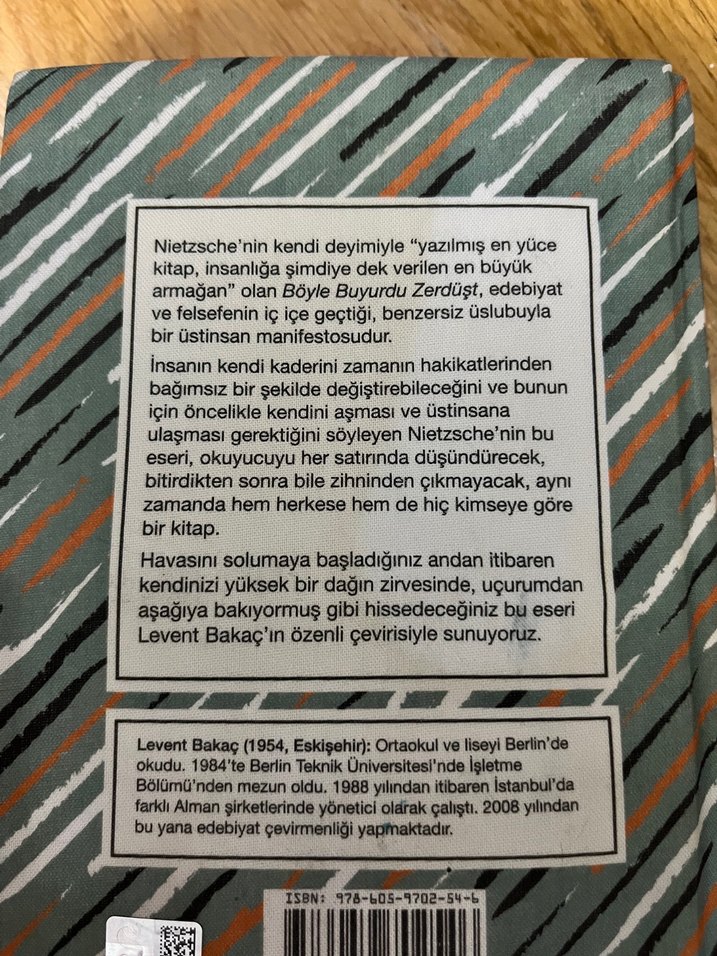 Nietzsche'nin kendi deyimiyle “yazılmış en yüce
kitap, insanlığa şimdiye dek verilen en büyük
armağan” olan Böyle Buyurdu Zerdüşt, edebiyat
ve felsefenin iç içe geçtiği, benzersiz üslubuyla
bir üstinsan manifestosudur.
İnsanın kendi kaderini zamanın hakikatlerinden
bağımsız bir şekilde değiştirebileceğini ve bunun
için öncelikle kendini aşması ve üstinsana
ulaşması gerektiğini söyleyen Nietzsche'nin bu
eseri, okuyucuyu her satırında düşündürecek,
bitirdikten sonra bile zihninden çıkmayacak, aynı
zamanda hem herkese hem de hiç kimseye göre
bir kitap.
Havasını solumaya başladığınız andan itibaren
kendinizi yüksek bir dağın zirvesinde, uçurumdan
aşağıya bakıyormuş gibi hissedeceğiniz bu eseri
Levent Bakaç'ın özenli çevirisiyle sunuyoruz.
Levent Bakaç (1954, Eskişehir): Ortaokul ve liseyi Berlin'de
okudu. 1984'te Berlin Teknik Üniversitesi'nde İşletme
Bölümü'nden mezun oldu. 1988 yılından itibaren İstanbul'da
farklı Alman şirketlerinde yönetici olarak çalıştı. 2008 yılından
bu yana edebiyat çevirmenliği yapmaktadır.
ISBN: 978-605-9702-54-6